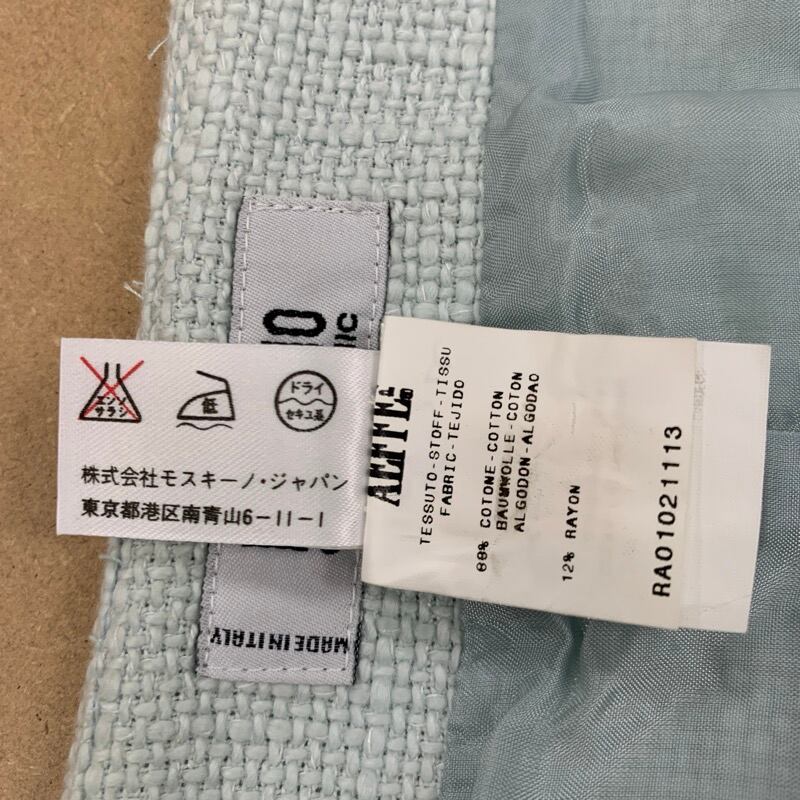 エンソ
サラシ
低
ドライ
セキユ系
株式会社モスキーノ・ジャパン
東京都港区南青山6-11-1
AEFFE
TESSUTO-STOFF-TISSU
FABRIC-TEJIDO
88% COTONE-COTTON
BAUMWOLLE-COTON
ALGODON-ALGODAO
12% RAYON
RA01021113
MADE IN ITALY